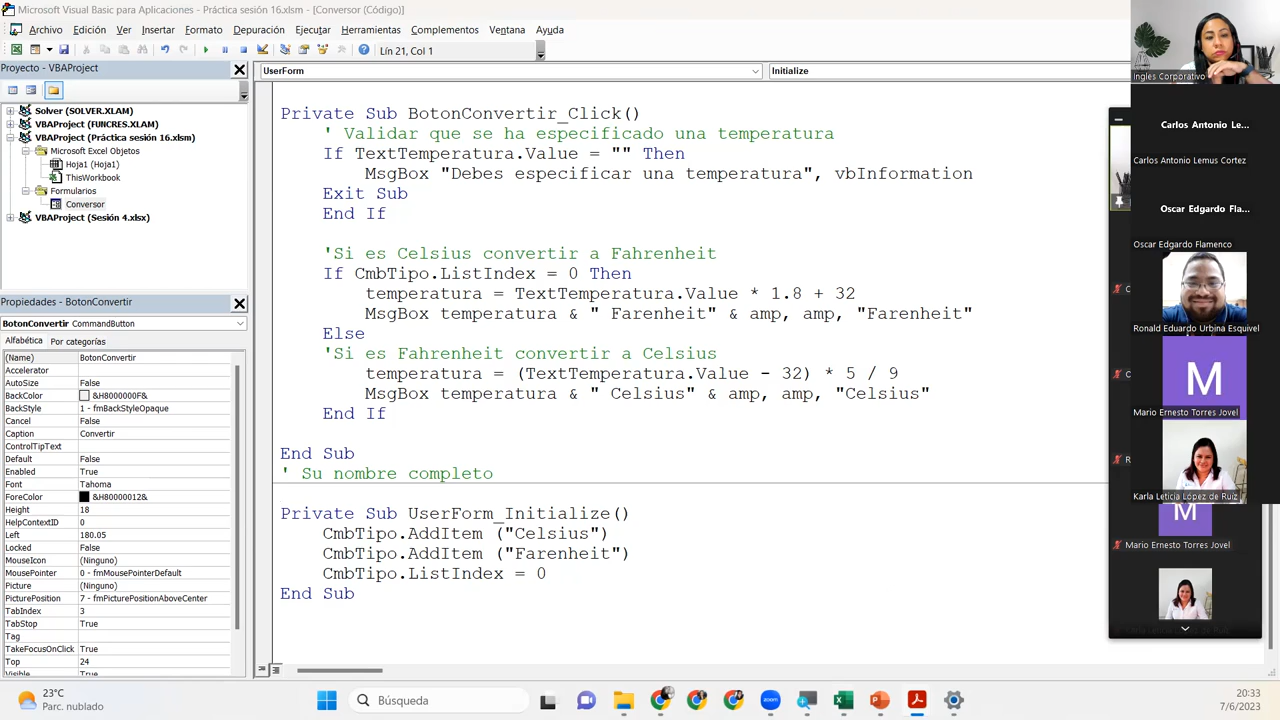 Microsoft Visual Basic para Aplicaciones - Práctica sesión 16.xlsm - [Conversor (Código)]
Archivo Edición Ver Insertar Formato Depuración Ejecutar Herramientas Complementos Ventana Ayuda
Lín 21, Col 1
Proyecto - VBAProject
Solver (SOLVER.XLAM)
VBAProject (FUNCRES.XLAM)
VBAProject (Práctica sesión 16.xlsm)
Microsoft Excel Objetos
Hoja1 (Hoja1)
ThisWorkbook
Formularios
Conversor
VBAProject (Sesión 4.xlsx)
Propiedades - BotonConvertir
BotonConvertir CommandButton
Alfabética Por categorías
(Name) BotonConvertir
Accelerator
AutoSize False
BackColor &H8000000F&
BackStyle 1 - fmBackStyleOpaque
Cancel False
Caption Convertir
ControlTipText
Default False
Enabled True
Font Tahoma
ForeColor &H80000012&
Height 18
HelpContextID 0
Left 180.05
Locked False
MouseIcon (Ninguno)
MousePointer 0 - fmMousePointerDefault
Picture (Ninguno)
PicturePosition 7 - fmPicturePositionAboveCenter
TabIndex 3
TabStop True
Tag
TakeFocusOnClick True
Top 24
Visible True
UserForm Initialize
Private Sub BotonConvertir_Click()
' Validar que se ha especificado una temperatura
If TextTemperatura.Value = "" Then
MsgBox "Debes especificar una temperatura", vbInformation
Exit Sub
End If
'Si es Celsius convertir a Fahrenheit
If CmbTipo.ListIndex = 0 Then
temperatura = TextTemperatura.Value * 1.8 + 32
MsgBox temperatura & " Farenheit" & amp, amp, "Farenheit"
Else
'Si es Fahrenheit convertir a Celsius
temperatura = (TextTemperatura.Value - 32) * 5 / 9
MsgBox temperatura & " Celsius" & amp, amp, "Celsius"
End If
End Sub
' Su nombre completo
Private Sub UserForm_Initialize()
CmbTipo.AddItem ("Celsius")
CmbTipo.AddItem ("Farenheit")
CmbTipo.ListIndex = 0
End Sub
Ingles Corporativo
Carlos Antonio Le...
Carlos Antonio Lemus Cortez
Oscar Edgardo Fla...
Oscar Edgardo Flamenco
Ronald Eduardo Urbina Esquivel
M
Mario Ernesto Torres Jovel
Karla Leticia López de Ruiz
M
Mario Ernesto Torres Jovel
23°C
Parc. nublado
Búsqueda
zoom
20:33
7/6/2023